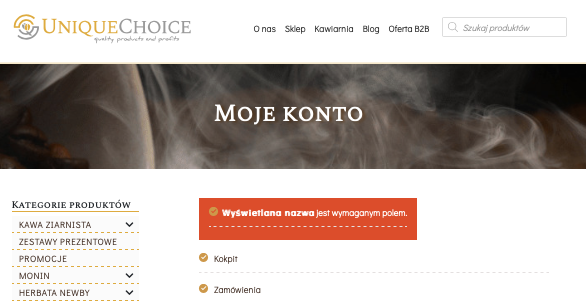 UniqueChoice
quality products and profits
O nas Sklep Kawiarnia Blog Oferta B2B
Szukaj produktów
Moje konto
Kategorie produktów
KAWA ZIARNISTA
ZESTAWY PREZENTOWE
PROMOCJE
MONIN
HERBATA NEWBY
Wyświetlana nazwa jest wymaganym polem.
Kokpit
Zamówienia